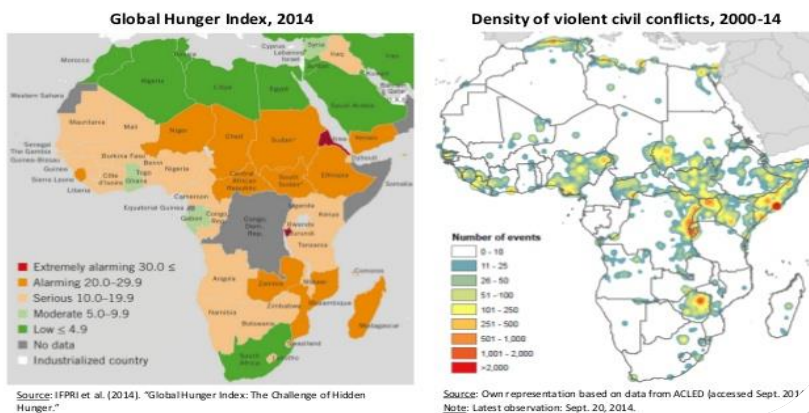 Global Hunger Index, 2014
Density of violent civil conflicts, 2000-14
Western Sahara
Algeria
Libya
Egypt
Saudi Arabia
Syria
Iraq
Iran
Cyprus
Lebanon
Israel
Mauritania
Mali
Niger
Chad
Sudan*
Yemen
Djibouti
Senegal
The Gambia
Guinea-Bissau
Guinea
Sierra Leone
Liberia
Burkina Faso
Côte
d'Ivoire
Ghana
Togo
Benin
Nigeria
Cameroon
Central
African
Republic
South
Sudan*
Ethiopia
Somalia
Equatorial Guinea
Gabon
Congo,
Rep.
Congo,
Dem.
Rep.
Uganda
Kenya
Rwanda
Burundi
Tanzania
Comoros
Angola
Zambia
Malawi
Mozambique
Zimbabwe
Madagascar
Namibia
Botswana
Swaziland
Lesotho
South
Africa
Extremely alarming 30.0 ≤
Alarming 20.0–29.9
Serious 10.0–19.9
Moderate 5.0–9.9
Low ≤ 4.9
No data
Industrialized country
Number of events
0 - 10
11 - 25
26 - 50
51 - 100
101 - 250
251 - 500
501 - 1,000
1,001 - 2,000
>2,000
Source: IFPRI et al. (2014). "Global Hunger Index: The Challenge of Hidden
Hunger."
Source: Own representation based on data from ACLED (accessed Sept.
Note: Latest observation: Sept. 20, 2014.